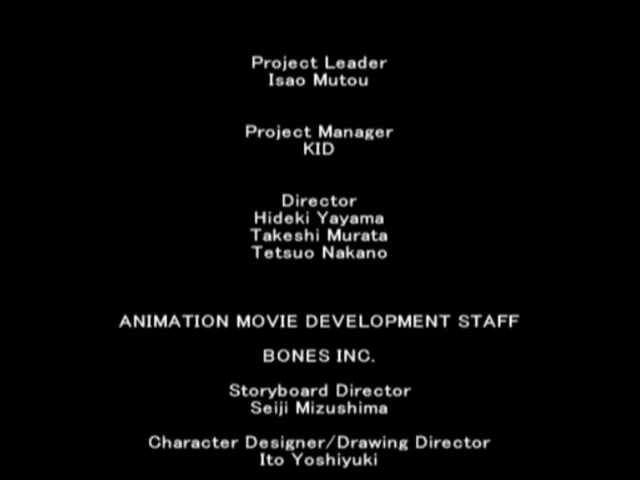 Project Leader
Isao Mutou
Project Manager
KID
Director
Hideki Yayama
Takeshi Murata
Tetsuo Nakano
ANIMATION MOVIE DEVELOPMENT STAFF
BONES INC.
Storyboard Director
Seiji Mizushima
Character Designer/Drawing Director
Ito Yoshiyuki